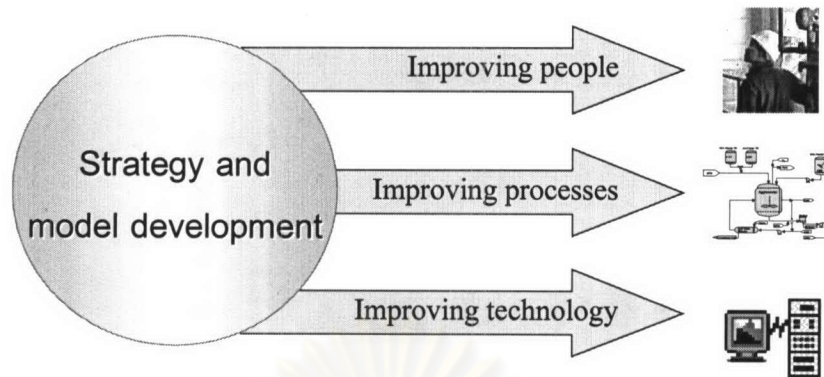 Improving people
Strategy and
model development
Improving processes
Improving technology